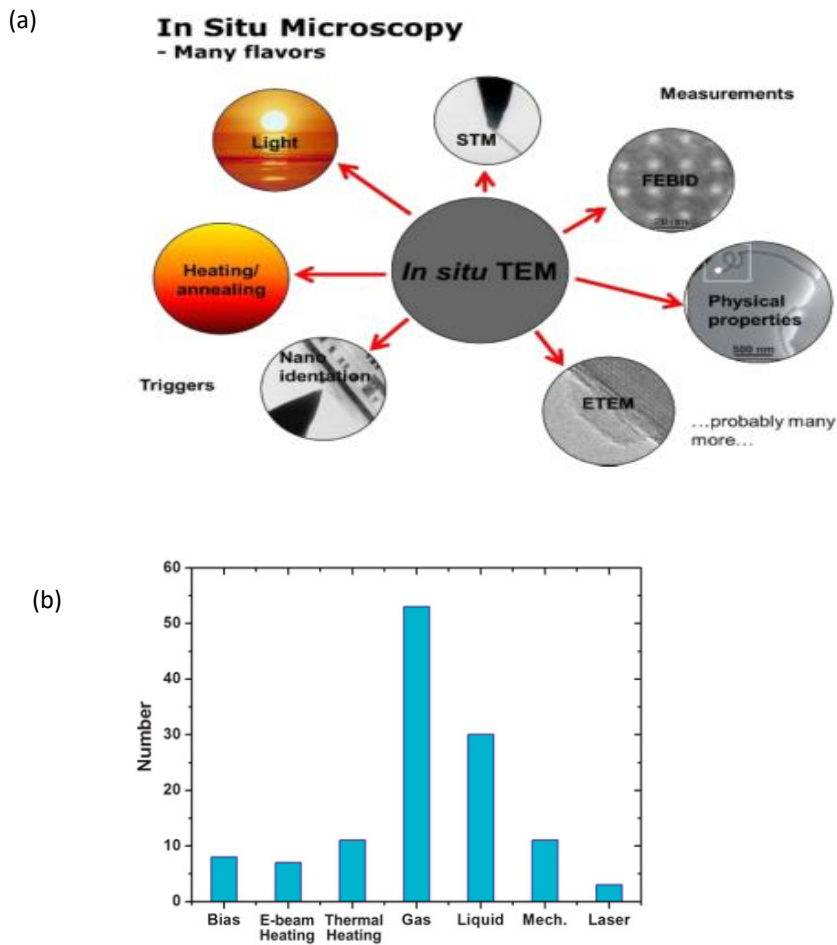 (a)
In Situ Microscopy
- Many flavors
Light
STM
Measurements
FEBID
20 nm
In situ TEM
Heating/
annealing
Physical
properties
500 nm
Triggers
Nano
identation
ETEM
...probably many
more...
(b)
Number
60
50
40
30
20
10
0
Bias
E-beam
Heating
Thermal
Heating
Gas
Liquid
Mech.
Laser